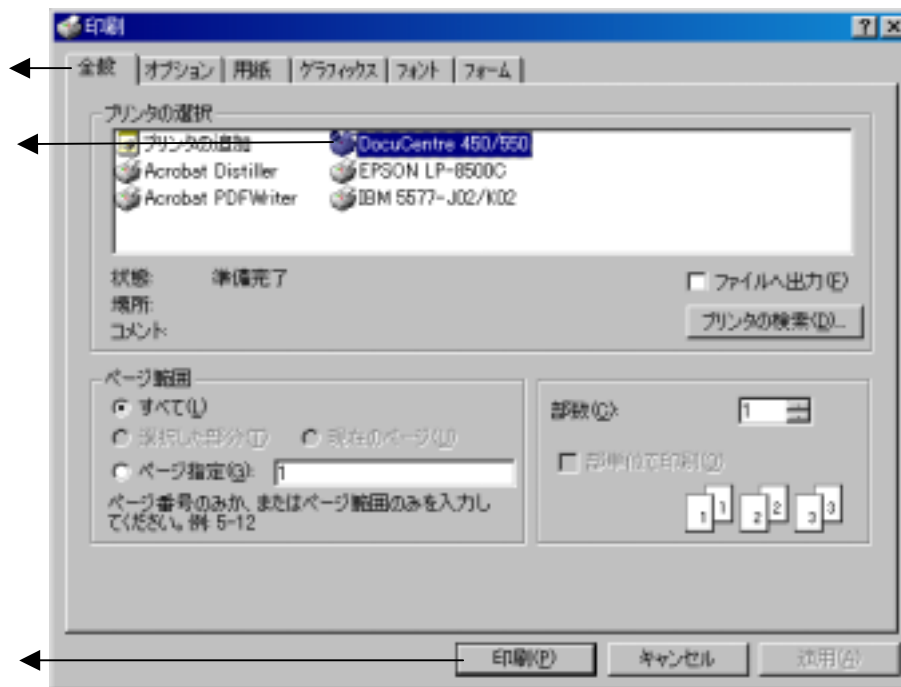 印刷
全般 オプション 用紙 グラフィックス フォント フォーム
プリンタの選択
プリンタの追加 DocuCentre 450/550
Acrobat Distiller EPSON LP-8500C
Acrobat PDFWriter IBM 5577-J02/K02
状態: 準備完了
場所:
コメント:
ファイルへ出力(F)
プリンタの検索(D)...
ページ範囲
すべて(L)
選択した部分(T) 現在のページ(U)
ページ指定(G): 1
ページ番号のみか、またはページ範囲のみを入力し
てください。例: 5-12
部数(C): 1
部単位で印刷(O)
1 1 2 2 3 3
印刷(P) キャンセル 適用(A)